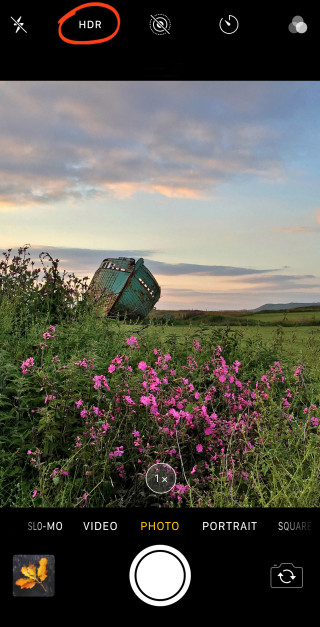 HDR
1×
SLO-MO VIDEO PHOTO PORTRAIT SQUARE